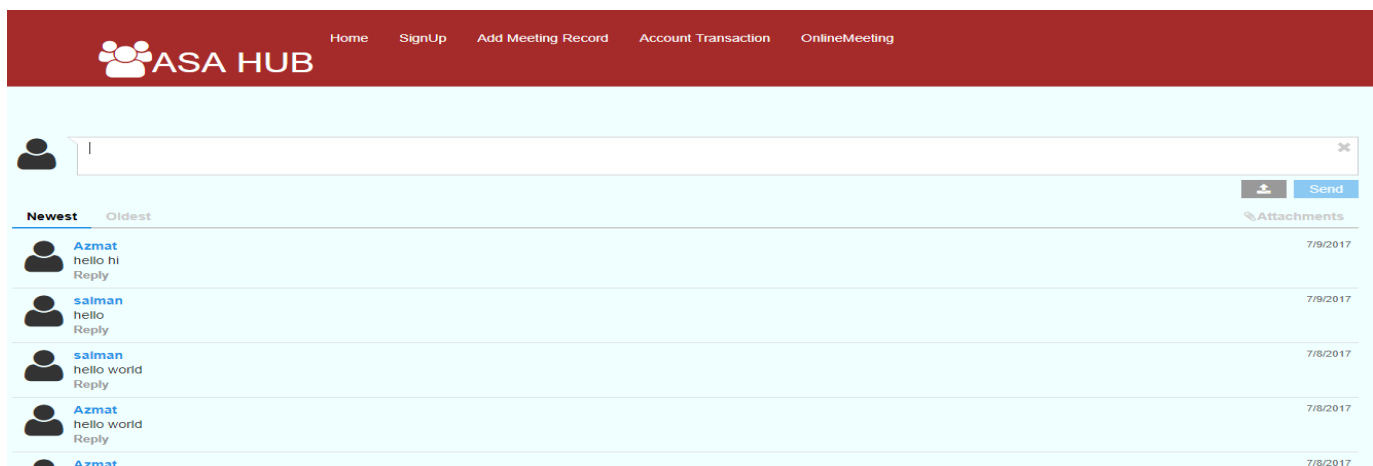 Home SignUp Add Meeting Record Account Transaction OnlineMeeting
ASA HUB
Send
Newest Oldest Attachments
Azmat 7/9/2017
hello hi
Reply
salman 7/9/2017
hello
Reply
salman 7/8/2017
hello world
Reply
Azmat 7/8/2017
hello world
Reply
Azmat 7/8/2017